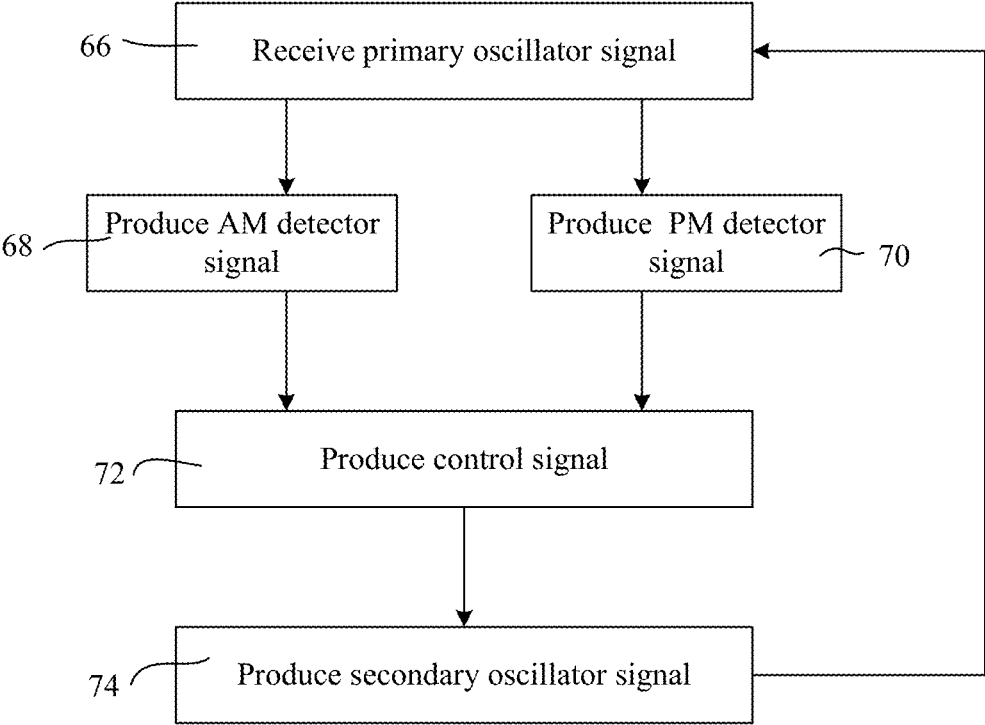 66
Receive primary oscillator signal
68
Produce AM detector
signal
Produce PM detector
signal
70
72
Produce control signal
74
Produce secondary oscillator signal